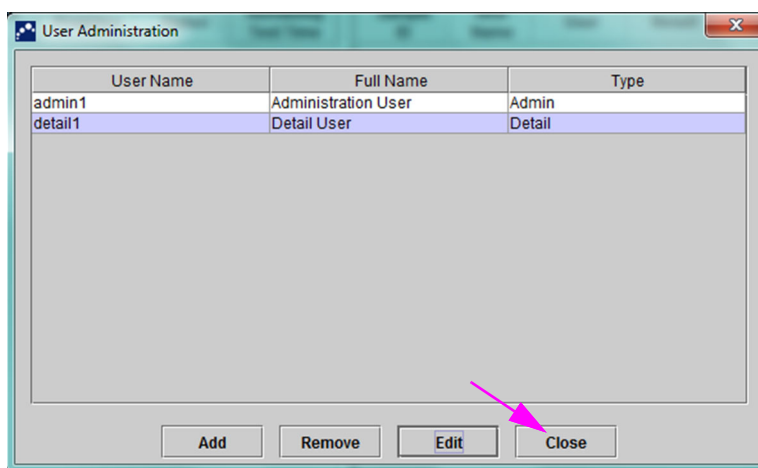 User Administration
User Name Full Name Type
admin1 Administration User Admin
detail1 Detail User Detail
Add Remove Edit Close